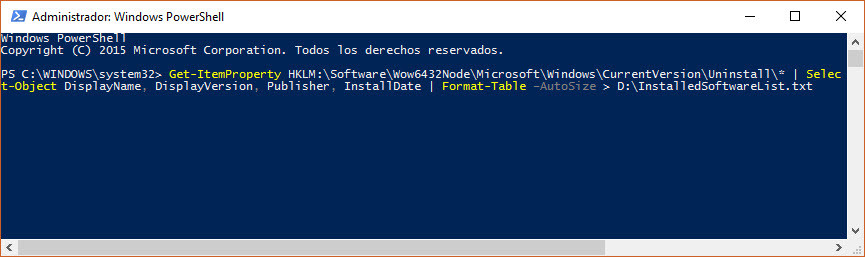 Administrador: Windows PowerShell
Windows PowerShell
Copyright (C) 2015 Microsoft Corporation. Todos los derechos reservados.
PS C:\WINDOWS\system32> Get-ItemProperty HKLM:\Software\Wow6432Node\Microsoft\Windows\CurrentVersion\Uninstall\* | Selec
t-Object DisplayName, DisplayVersion, Publisher, InstallDate | Format-Table -AutoSize > D:\InstalledSoftwareList.txt